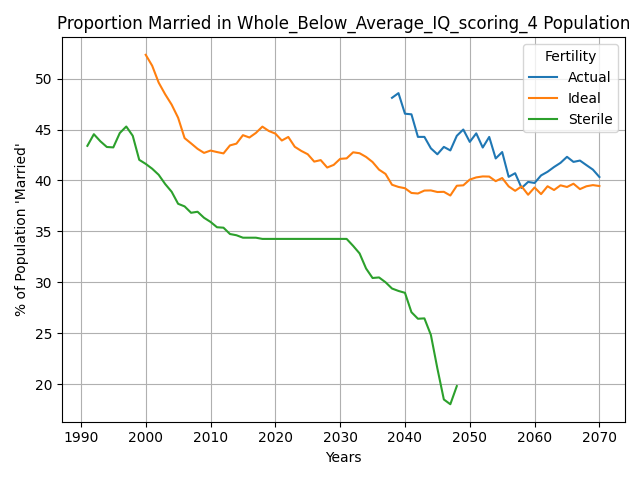 Proportion Married in Whole_Below_Average_IQ_scoring_4 Population
% of Population 'Married'
50
45
40
35
30
25
20
Fertility
Actual
Ideal
Sterile
1990 2000 2010 2020 2030 2040 2050 2060 2070
Years